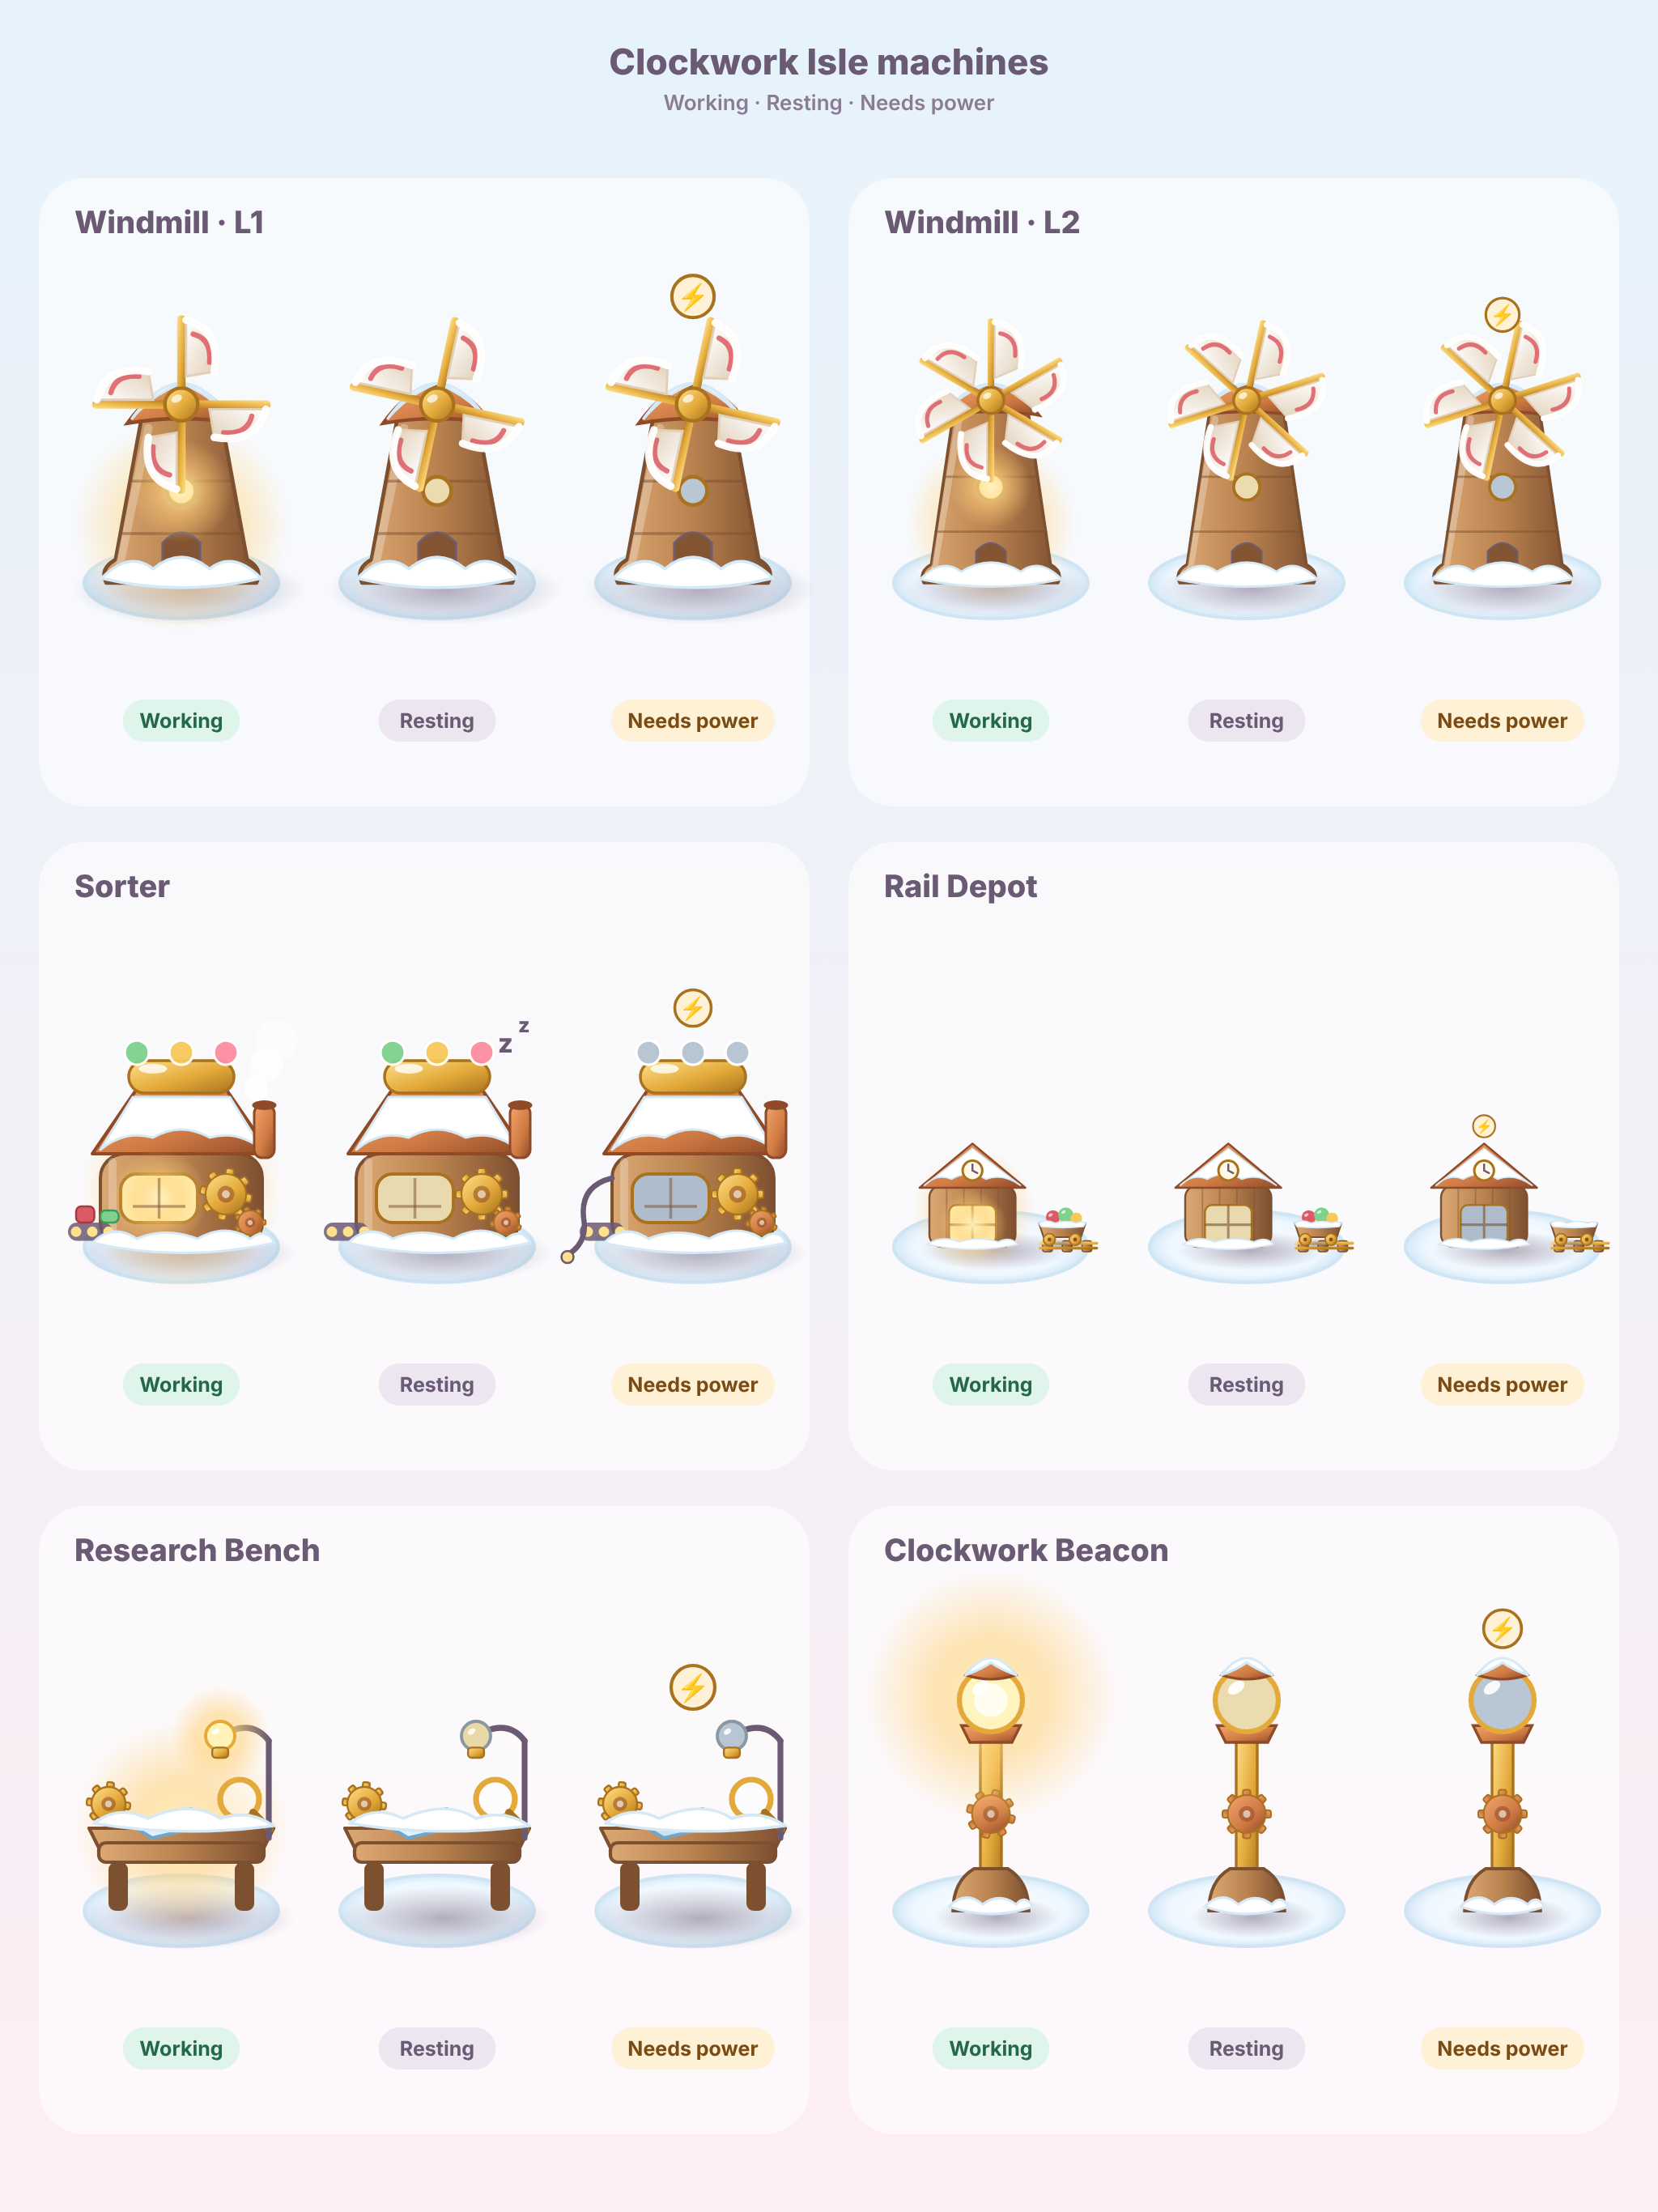 Clockwork Isle machines
Working · Resting · Needs power
Windmill · L1
Working
Resting
Needs power
Windmill · L2
Working
Resting
Needs power
Sorter
z
z
Working
Resting
Needs power
Rail Depot
Working
Resting
Needs power
Research Bench
Working
Resting
Needs power
Clockwork Beacon
Working
Resting
Needs power